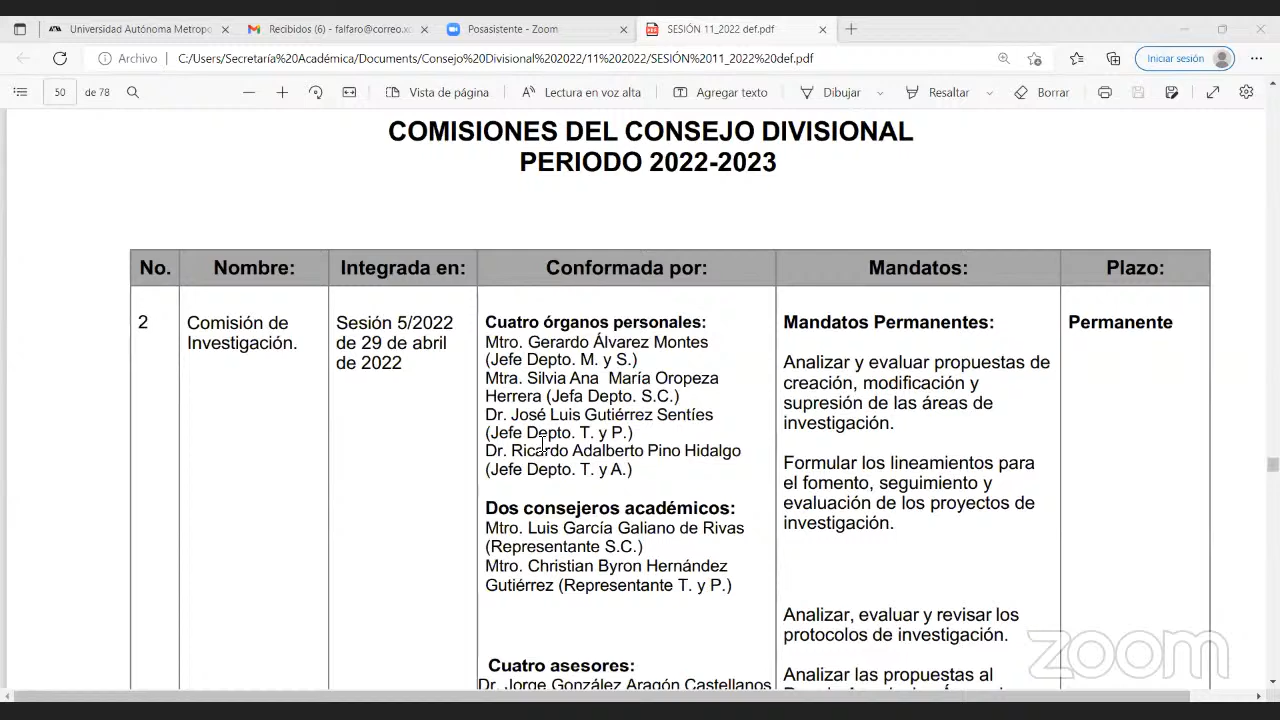 Universidad Autónoma Metropo
Recibidos (6) - falfaro@correo.xo
Posasistente - Zoom
SESIÓN 11_2022 def.pdf
Archivo
C:/Users/Secretaría%20Académica/Documents/Consejo%20Divisional%202022/11%202022/SESIÓN%2011_2022%20def.pdf
Iniciar sesión
50 de 78
Vista de página
Lectura en voz alta
Agregar texto
Dibujar
Resaltar
Borrar
COMISIONES DEL CONSEJO DIVISIONAL
PERIODO 2022-2023
No. Nombre: Integrada en: Conformada por: Mandatos: Plazo:
2
Comisión de
Investigación.
Sesión 5/2022
de 29 de abril
de 2022
Cuatro órganos personales:
Mtro. Gerardo Álvarez Montes
(Jefe Depto. M. y S.)
Mtra. Silvia Ana María Oropeza
Herrera (Jefa Depto. S.C.)
Dr. José Luis Gutiérrez Sentíes
(Jefe Depto. T. y P.)
Dr. Ricardo Adalberto Pino Hidalgo
(Jefe Depto. T. y A.)
Dos consejeros académicos:
Mtro. Luis García Galiano de Rivas
(Representante S.C.)
Mtro. Christian Byron Hernández
Gutiérrez (Representante T. y P.)
Cuatro asesores:
Dr. Jorge González Aragón Castellanos
Mandatos Permanentes:
Analizar y evaluar propuestas de
creación, modificación y
supresión de las áreas de
investigación.
Formular los lineamientos para
el fomento, seguimiento y
evaluación de los proyectos de
investigación.
Analizar, evaluar y revisar los
protocolos de investigación.
Analizar las propuestas al
Permanente
zoom